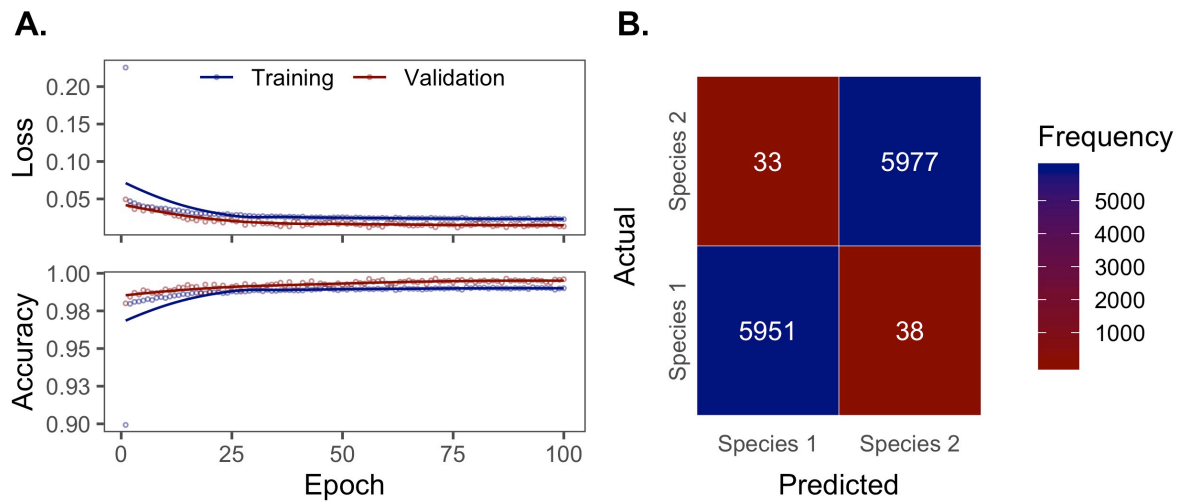 A.
Training
Validation
Loss
0.20
0.15
0.10
0.05
Accuracy
1.00
0.98
0.95
0.93
0.90
0
25
50
75
100
Epoch
B.
Actual
Species 2
Species 1
33
5977
5951
38
Species 1
Species 2
Predicted
Frequency
5000
4000
3000
2000
1000